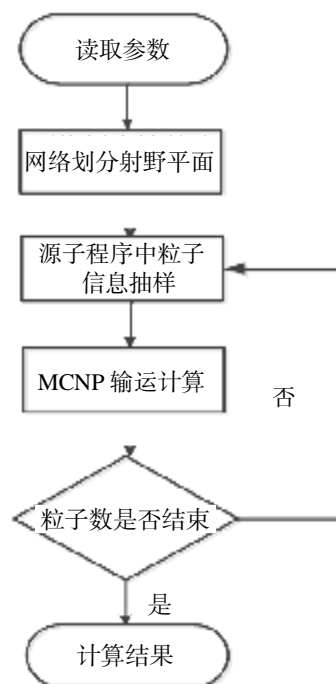 读取参数
网络划分射野平面
源子程序中粒子
信息抽样
MCNP 输运计算
否
粒子数是否结束
是
计算结果